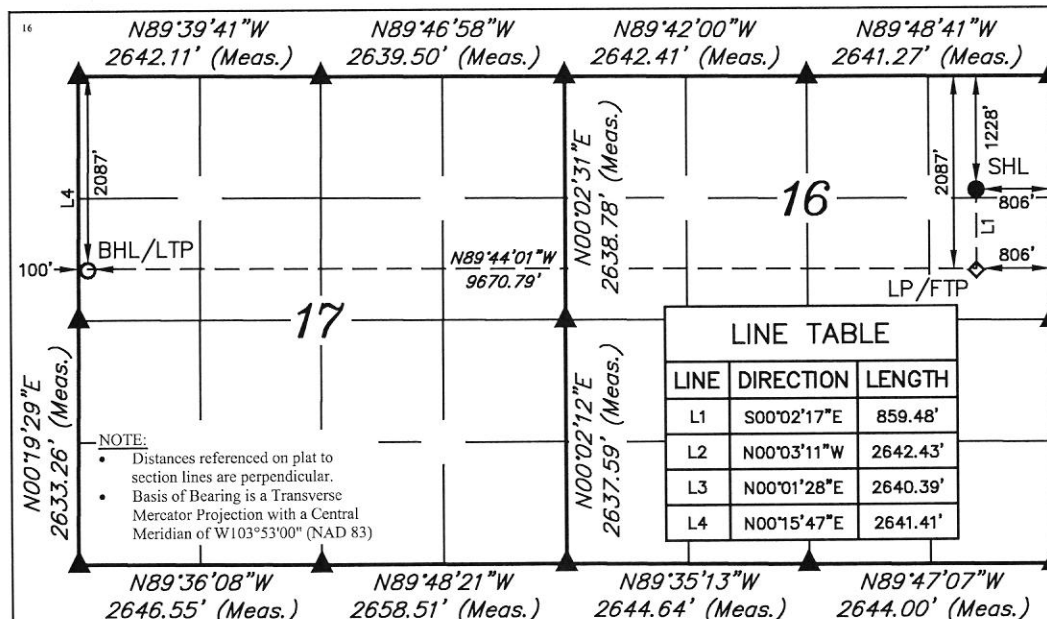 16
N89°39'41"W
2642.11' (Meas.)
N89°46'58"W
2639.50' (Meas.)
N89°42'00"W
2642.41' (Meas.)
N89°48'41"W
2641.27' (Meas.)
L4
2087'
BHL/LTP
100'
N00°02'31"E
2638.78' (Meas.)
16
2087'
1228'
SHL
806'
L1
806'
LP/FTP
N89°44'01"W
9670.79'
17
N00°19'29"E
2633.26' (Meas.)
N00°02'12"E
2637.59' (Meas.)
NOTE:
• Distances referenced on plat to
section lines are perpendicular.
• Basis of Bearing is a Transverse
Mercator Projection with a Central
Meridian of W103°53'00" (NAD 83)
LINE TABLE
LINE DIRECTION LENGTH
L1 S00°02'17"E 859.48'
L2 N00°03'11"W 2642.43'
L3 N00°01'28"E 2640.39'
L4 N00°15'47"E 2641.41'
N89°36'08"W
2646.55' (Meas.)
N89°48'21"W
2658.51' (Meas.)
N89°35'13"W
2644.64' (Meas.)
N89°47'07"W
2644.00' (Meas.)